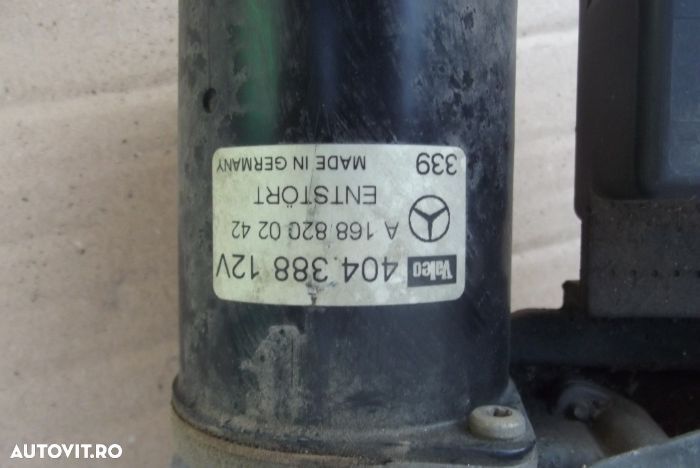 Valeo 404.388 12V
A 168 820 02 42
ENTSTÖRT
339 MADE IN GERMANY
AUTOVIT.RO